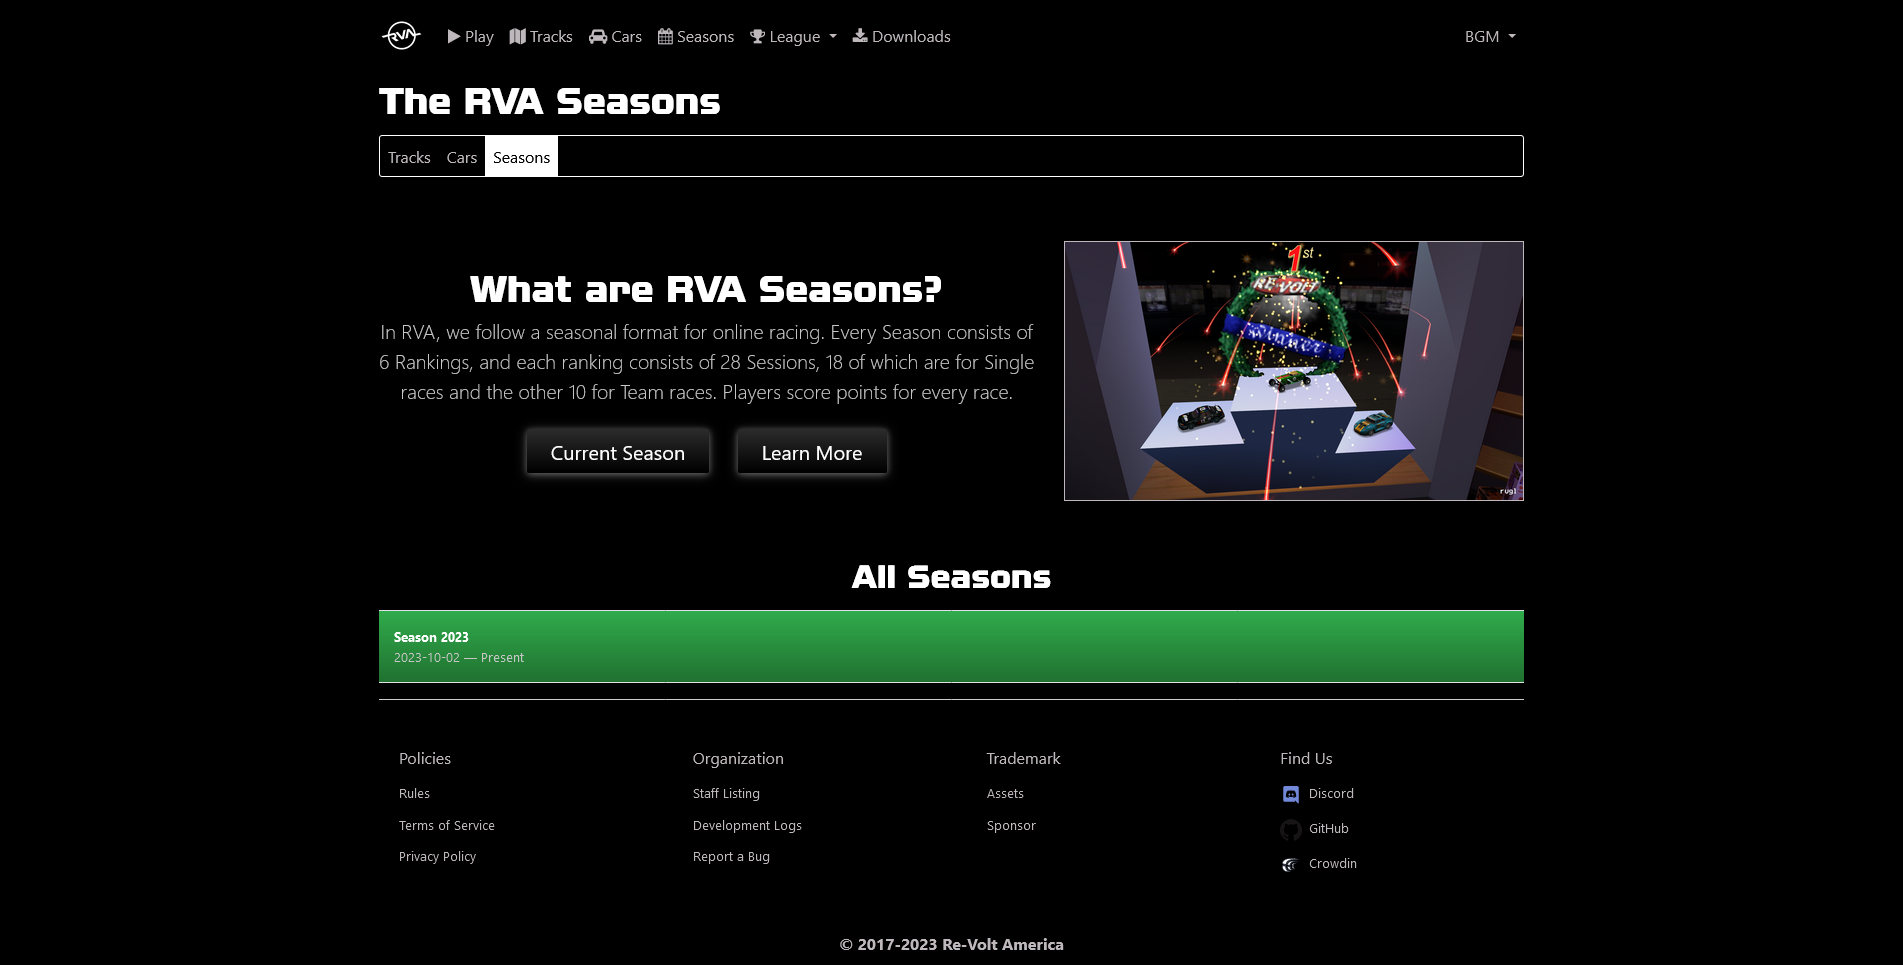 RVA
Play
Tracks
Cars
Seasons
League
Downloads
BGM
The RVA Seasons
Tracks
Cars
Seasons
What are RVA Seasons?
In RVA, we follow a seasonal format for online racing. Every Season consists of
6 Rankings, and each ranking consists of 28 Sessions, 18 of which are for Single
races and the other 10 for Team races. Players score points for every race.
Current Season
Learn More
1st
RE-VOLT
rugl
All Seasons
Season 2023
2023-10-02 — Present
Policies
Rules
Terms of Service
Privacy Policy
Organization
Staff Listing
Development Logs
Report a Bug
Trademark
Assets
Sponsor
Find Us
Discord
GitHub
Crowdin
© 2017-2023 Re-Volt America